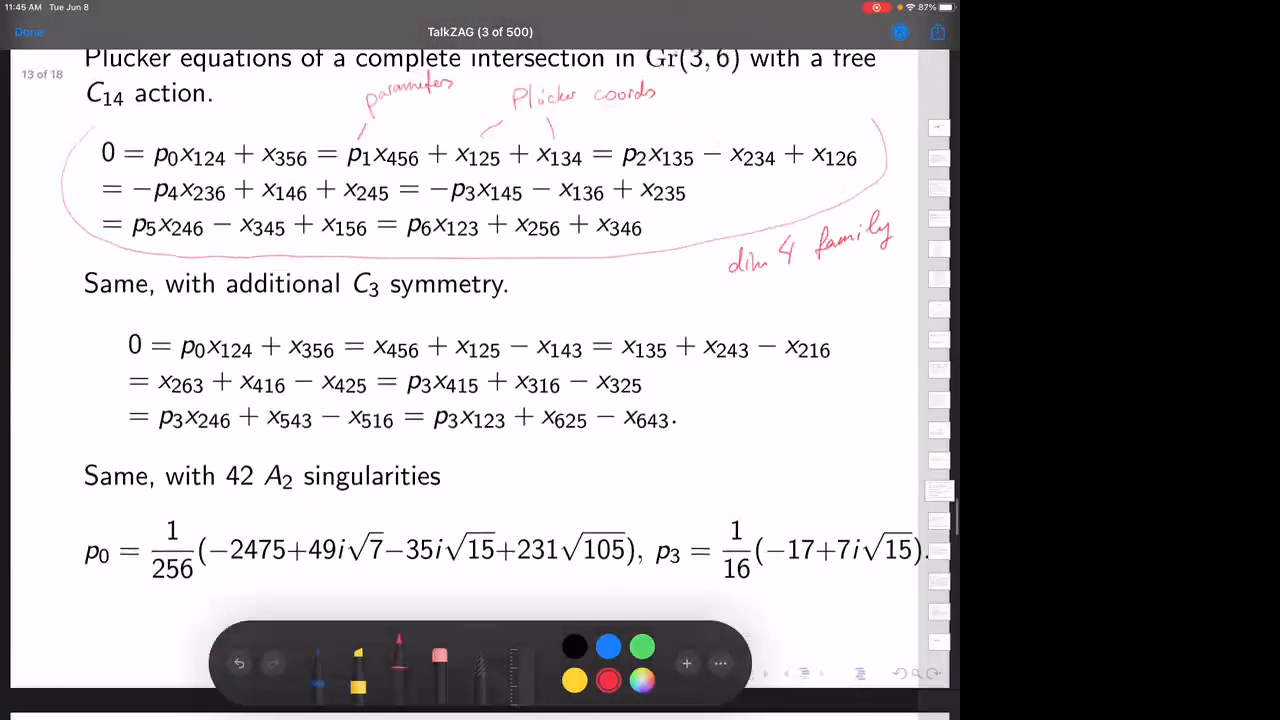 11:45 AM Tue Jun 8
87%
Done
TalkZAG (3 of 500)
13 of 18
Plucker equations of a complete intersection in Gr(3, 6) with a free
C₁₄ action.
parameters
Plücker coords
0 = p₀x₁₂₄ + x₃₅₆ = p₁x₄₅₆ + x₁₂₅ + x₁₃₄ = p₂x₁₃₅ − x₂₃₄ + x₁₂₆
= −p₄x₂₃₆ + x₁₄₆ + x₂₄₅ = −p₃x₁₄₅ − x₁₃₆ + x₂₃₅
= p₅x₂₄₆ − x₃₄₅ + x₁₅₆ = p₆x₁₂₃ + x₂₅₆ + x₃₄₆
dim 4 family
Same, with additional C₃ symmetry.
0 = p₀x₁₂₄ + x₃₅₆ = x₄₅₆ + x₁₂₅ − x₁₄₃ = x₁₃₅ + x₂₄₃ − x₂₁₆
= x₂₆₃ + x₄₁₆ − x₄₂₅ = p₃x₄₁₅ + x₃₁₆ − x₃₂₅
= p₃x₂₄₆ + x₅₄₃ − x₅₁₆ = p₃x₁₂₃ + x₆₂₅ − x₆₄₃.
Same, with 42 A₂ singularities
p₀ = 1/256 (−2475+49i√7−35i√15+231√105), p₃ = 1/16 (−17+7i√15).